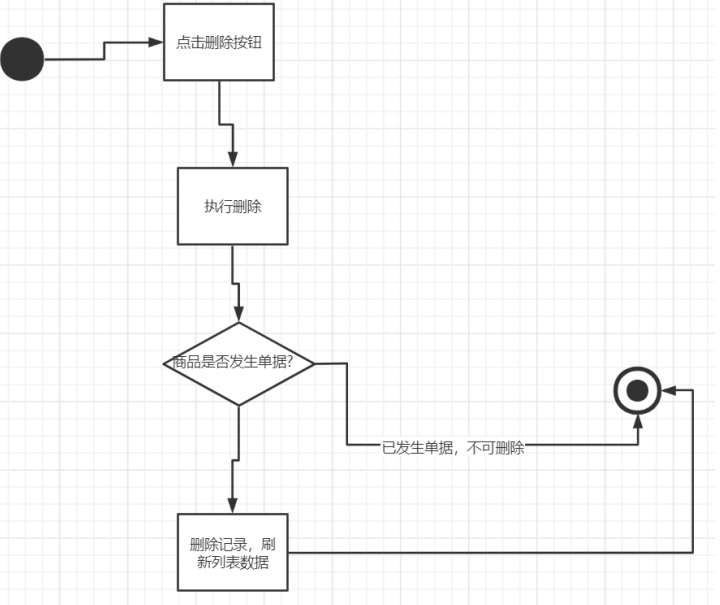 点击删除按钮
执行删除
商品是否发生单据?
已发生单据，不可删除
删除记录，刷
新列表数据